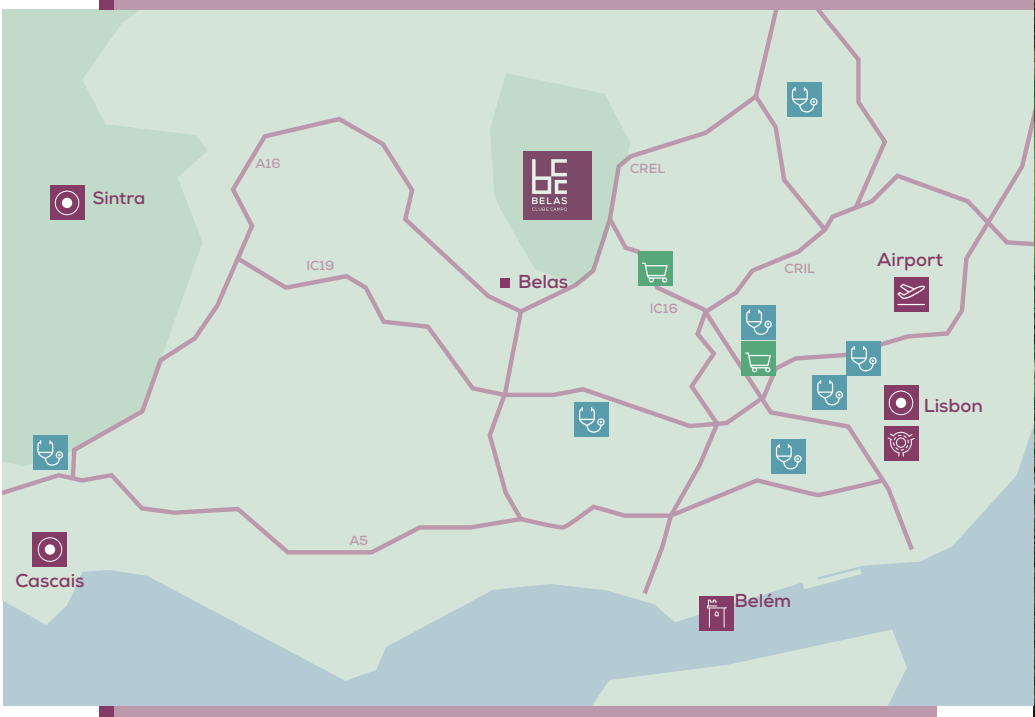 A16
CREL
Sintra
BELAS
CLUBE CAMPO
Airport
IC19
CRIL
Belas
IC16
Lisbon
A5
Cascais
Belém